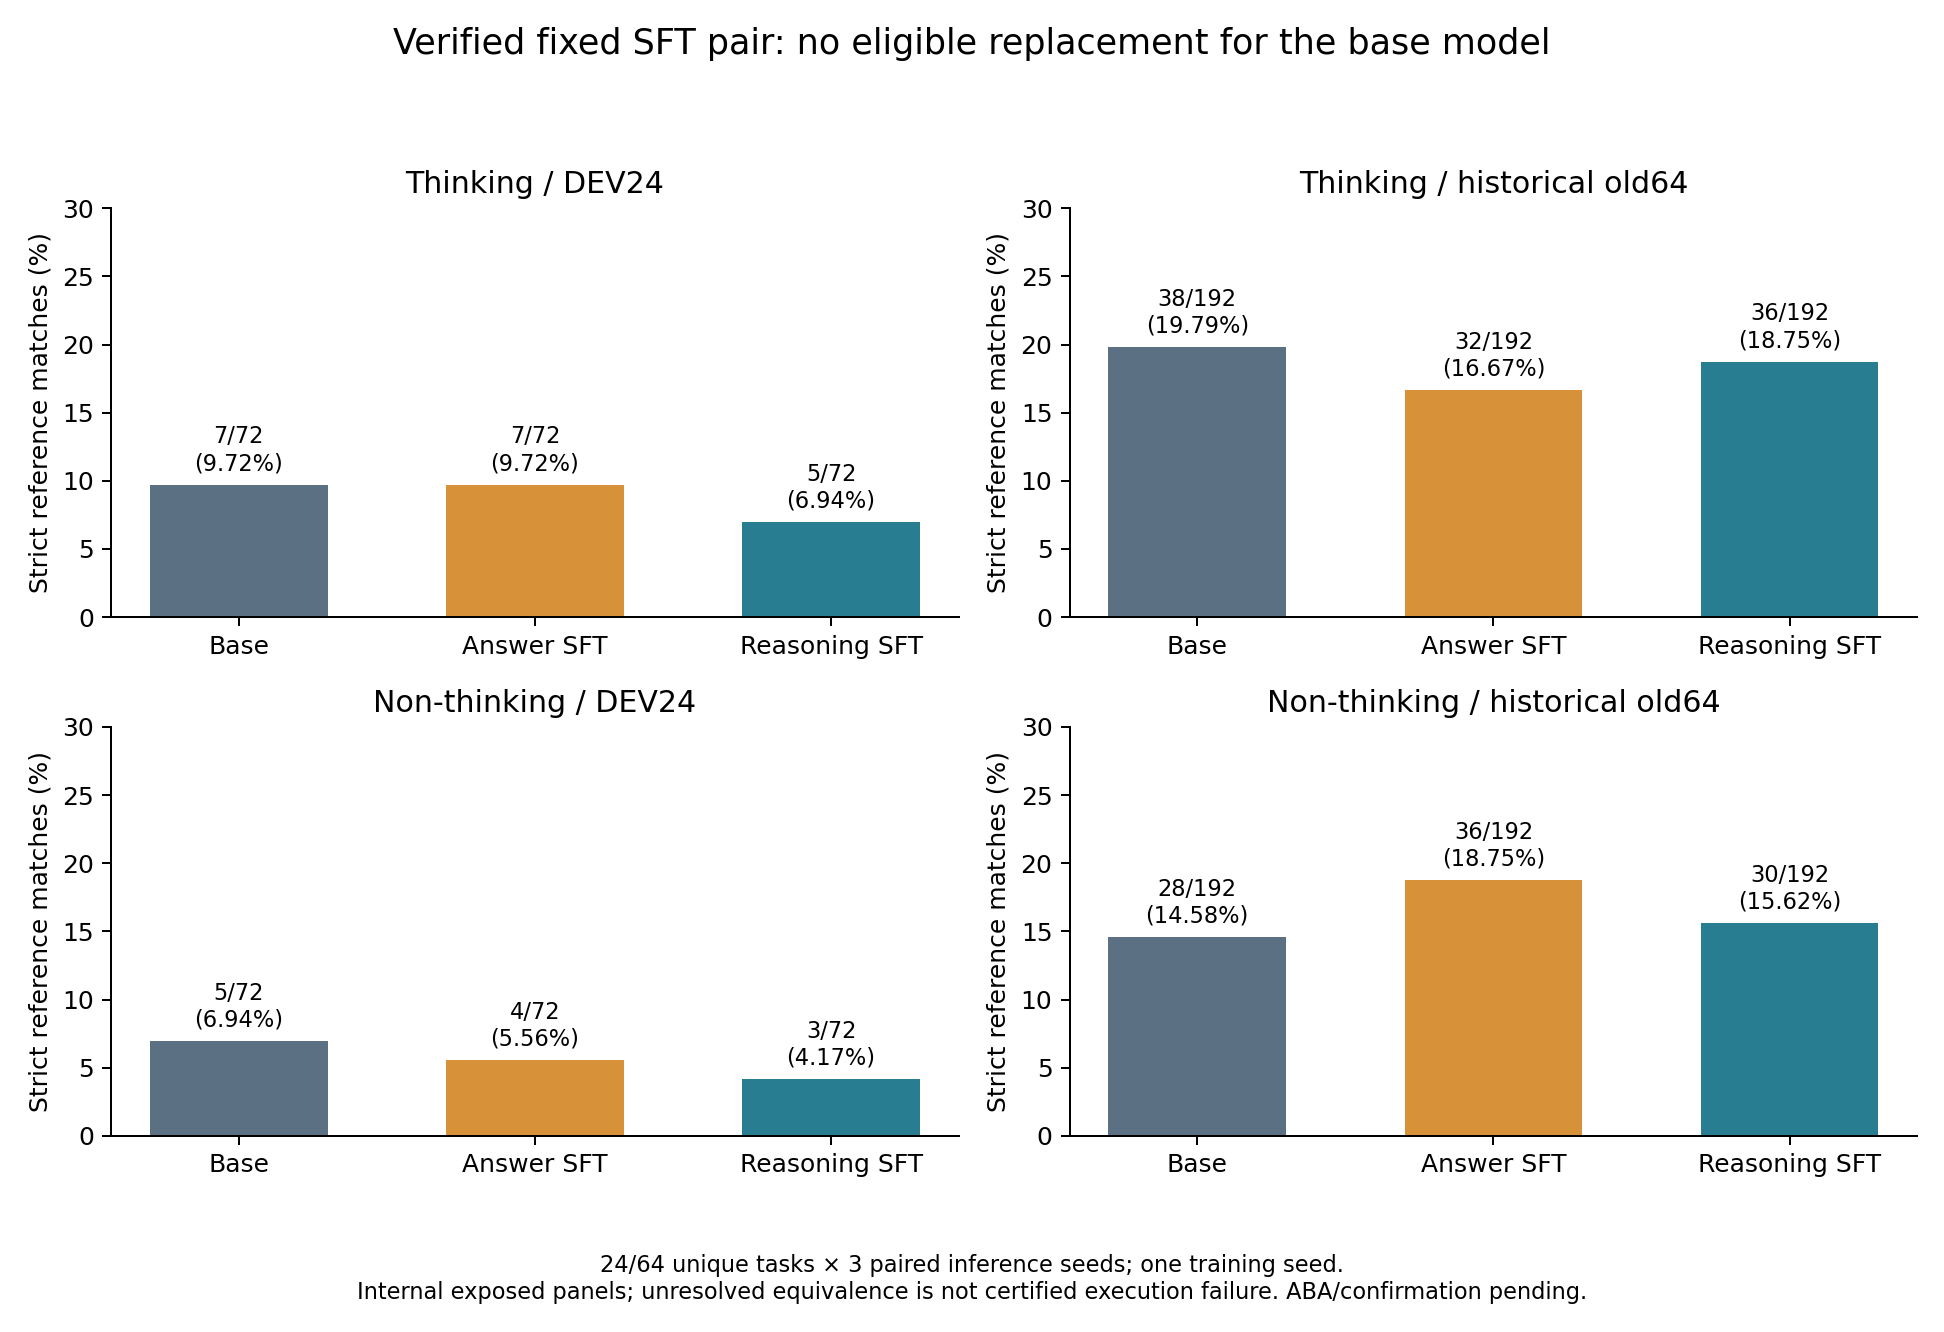 Verified fixed SFT pair: no eligible replacement for the base model
Thinking / DEV24
Strict reference matches (%)
30
25
20
15
10
5
0
7/72
(9.72%)
7/72
(9.72%)
5/72
(6.94%)
Base
Answer SFT
Reasoning SFT
Thinking / historical old64
Strict reference matches (%)
30
25
20
15
10
5
0
38/192
(19.79%)
32/192
(16.67%)
36/192
(18.75%)
Base
Answer SFT
Reasoning SFT
Non-thinking / DEV24
Strict reference matches (%)
30
25
20
15
10
5
0
5/72
(6.94%)
4/72
(5.56%)
3/72
(4.17%)
Base
Answer SFT
Reasoning SFT
Non-thinking / historical old64
Strict reference matches (%)
30
25
20
15
10
5
0
28/192
(14.58%)
36/192
(18.75%)
30/192
(15.62%)
Base
Answer SFT
Reasoning SFT
24/64 unique tasks × 3 paired inference seeds; one training seed.
Internal exposed panels; unresolved equivalence is not certified execution failure. ABA/confirmation pending.